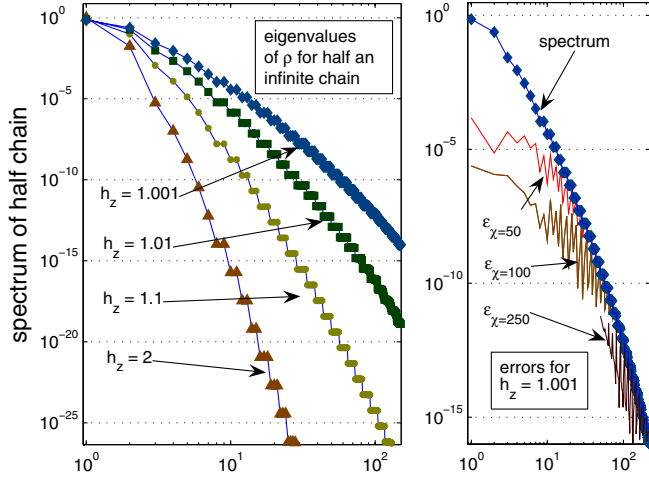 spectrum of half chain
10^0
10^-5
10^-10
10^-15
10^-20
10^-25
10^0
10^1
10^2
eigenvalues
of ρ for half an
infinite chain
h_z = 1.001
h_z = 1.01
h_z = 1.1
h_z = 2
10^0
10^-5
10^-10
10^-15
10^0
10^1
10^2
spectrum
ε_χ=50
ε_χ=100
ε_χ=250
errors for
h_z = 1.001